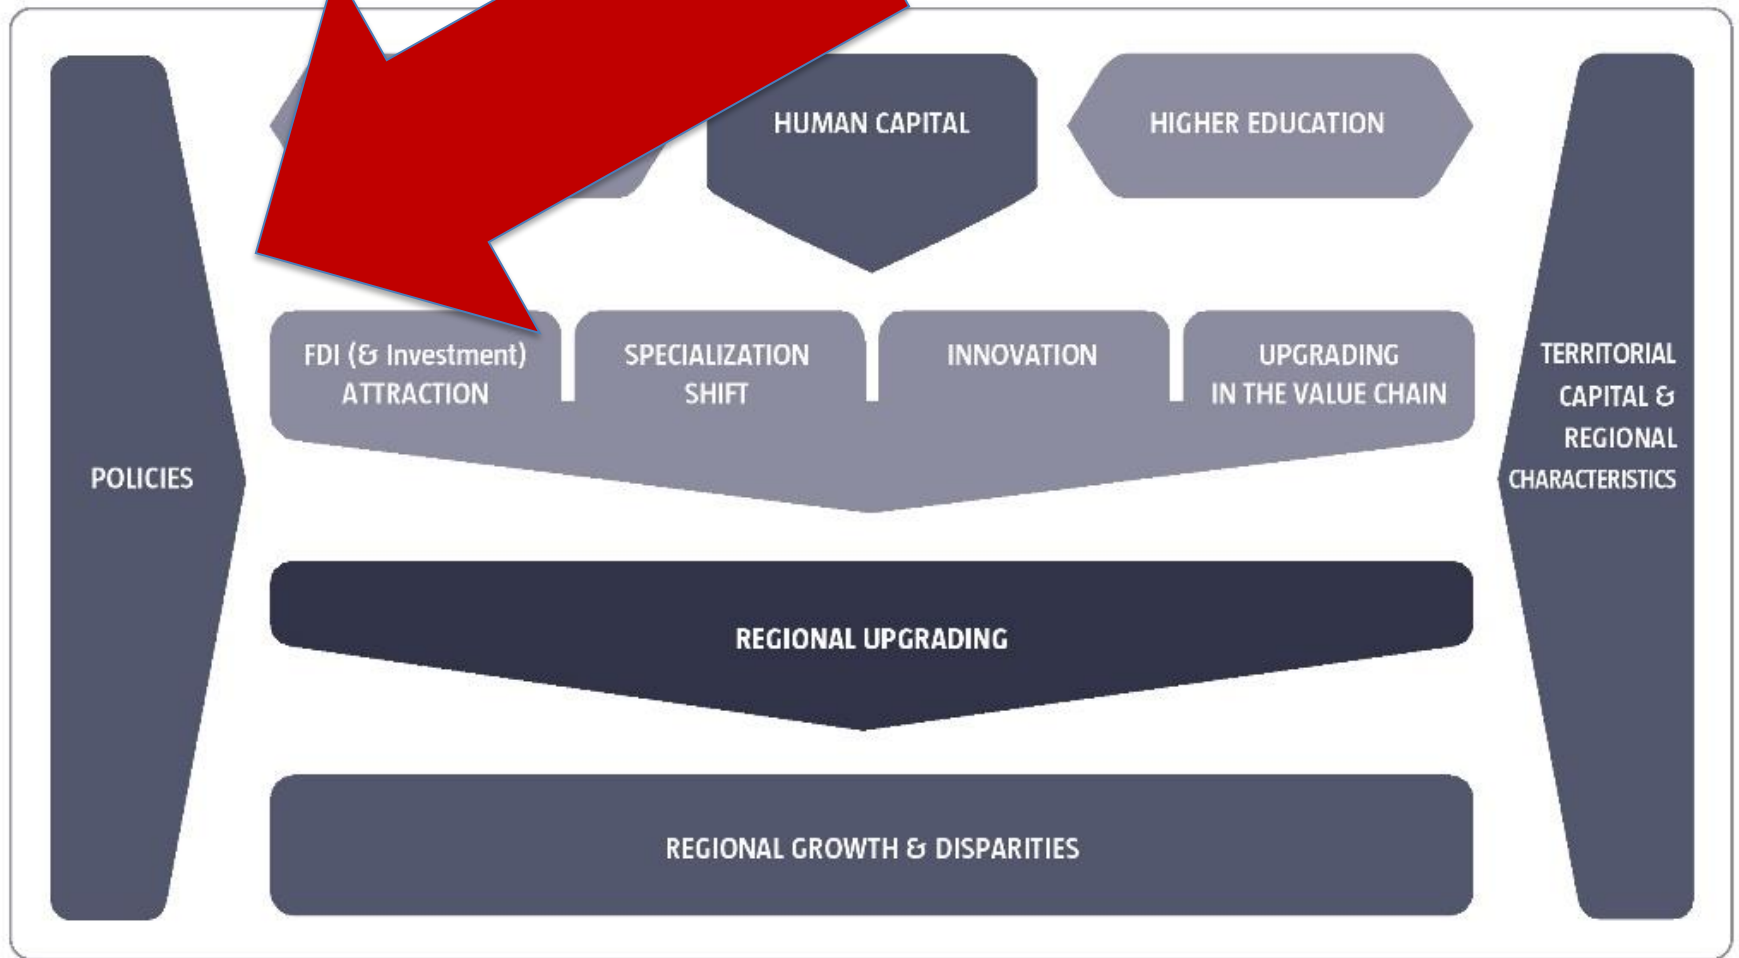 HUMAN CAPITAL
HIGHER EDUCATION
FDI (& Investment)
ATTRACTION
SPECIALIZATION
SHIFT
INNOVATION
UPGRADING
IN THE VALUE CHAIN
POLICIES
TERRITORIAL
CAPITAL &
REGIONAL
CHARACTERISTICS
REGIONAL UPGRADING
REGIONAL GROWTH & DISPARITIES